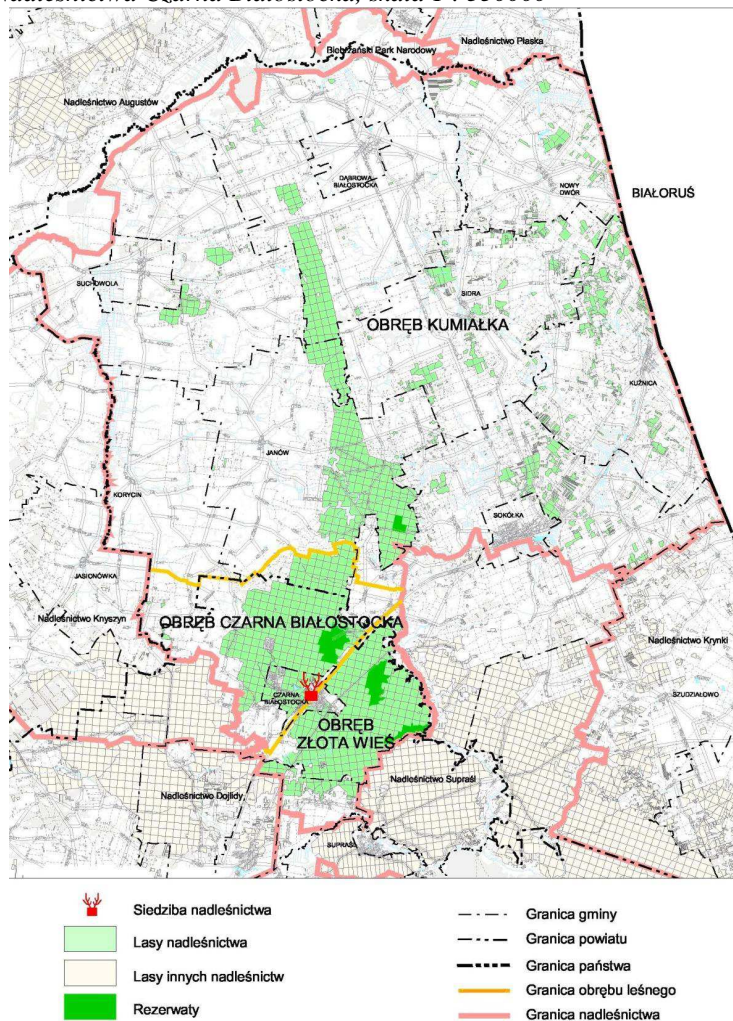 Nadleśnictwa Czarna Białostocka, skala 1 : 350000
Biebrzański Park Narodowy
Nadleśnictwo Płaska
Nadleśnictwo Augustów
DĄBROWA
BIAŁOSTOCKA
NOWY
DWÓR
BIAŁORUŚ
SUCHOWOLA
SIDRA
OBRĘB KUMIAŁKA
KUŹNICA
JANÓW
KORYCIN
SOKÓŁKA
JASIONÓWKA
Nadleśnictwo Knyszyn
OBRĘB CZARNA BIAŁOSTOCKA
Nadleśnictwo Krynki
SZUDZIAŁOWO
CZARNA
BIAŁOSTOCKA
OBRĘB
ZŁOTA WIEŚ
Nadleśnictwo Supraśl
Nadleśnictwo Dojlidy
SUPRAŚL
Siedziba nadleśnictwa
Lasy nadleśnictwa
Lasy innych nadleśnictw
Rezerwaty
Granica gminy
Granica powiatu
Granica państwa
Granica obrębu leśnego
Granica nadleśnictwa